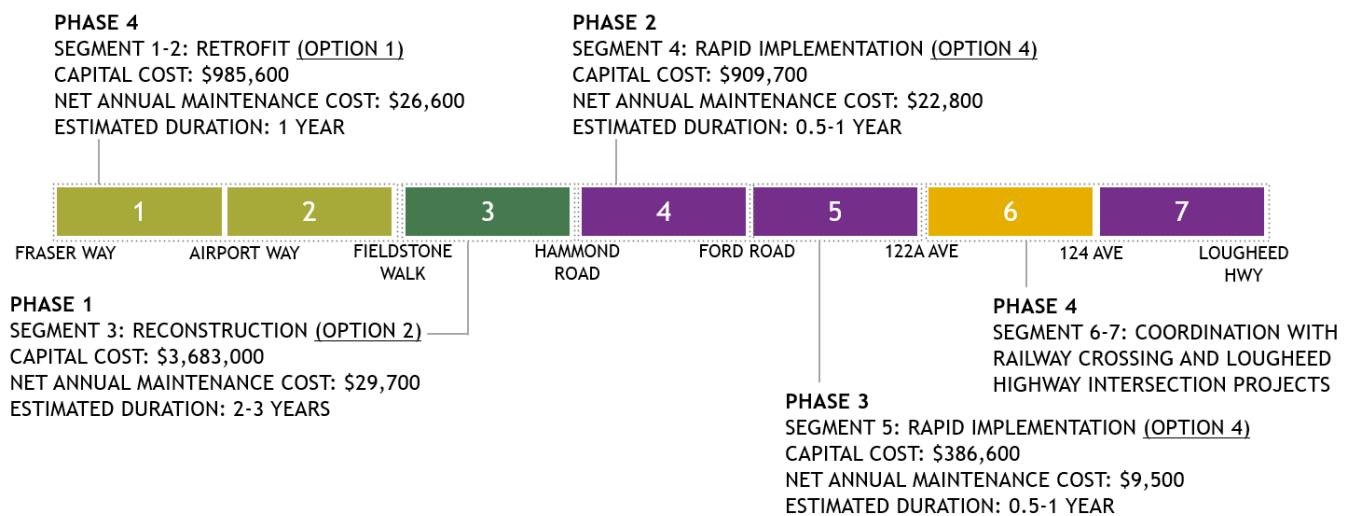 PHASE 4
SEGMENT 1-2: RETROFIT (OPTION 1)
CAPITAL COST: $985,600
NET ANNUAL MAINTENANCE COST: $26,600
ESTIMATED DURATION: 1 YEAR
PHASE 2
SEGMENT 4: RAPID IMPLEMENTATION (OPTION 4)
CAPITAL COST: $909,700
NET ANNUAL MAINTENANCE COST: $22,800
ESTIMATED DURATION: 0.5-1 YEAR
1
2
3
4
5
6
7
FRASER WAY
AIRPORT WAY
FIELDSTONE
WALK
HAMMOND
ROAD
FORD ROAD
122A AVE
124 AVE
LOUGHEED
HWY
PHASE 1
SEGMENT 3: RECONSTRUCTION (OPTION 2)
CAPITAL COST: $3,683,000
NET ANNUAL MAINTENANCE COST: $29,700
ESTIMATED DURATION: 2-3 YEARS
PHASE 4
SEGMENT 6-7: COORDINATION WITH
RAILWAY CROSSING AND LOUGHEED
HIGHWAY INTERSECTION PROJECTS
PHASE 3
SEGMENT 5: RAPID IMPLEMENTATION (OPTION 4)
CAPITAL COST: $386,600
NET ANNUAL MAINTENANCE COST: $9,500
ESTIMATED DURATION: 0.5-1 YEAR